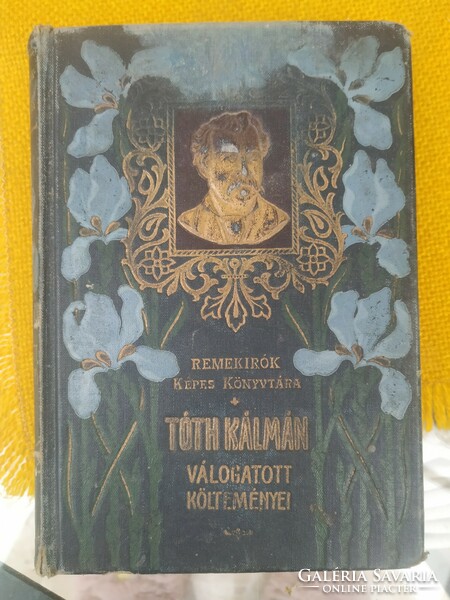 REMEKIRÓK
KÉPES KÖNYVTÁRA
TÓTH KÁLMÁN
VÁLOGATOTT
KÖLTEMÉNYEI
GALÉRIA SAVARIA
ONLINE PIACTÉR